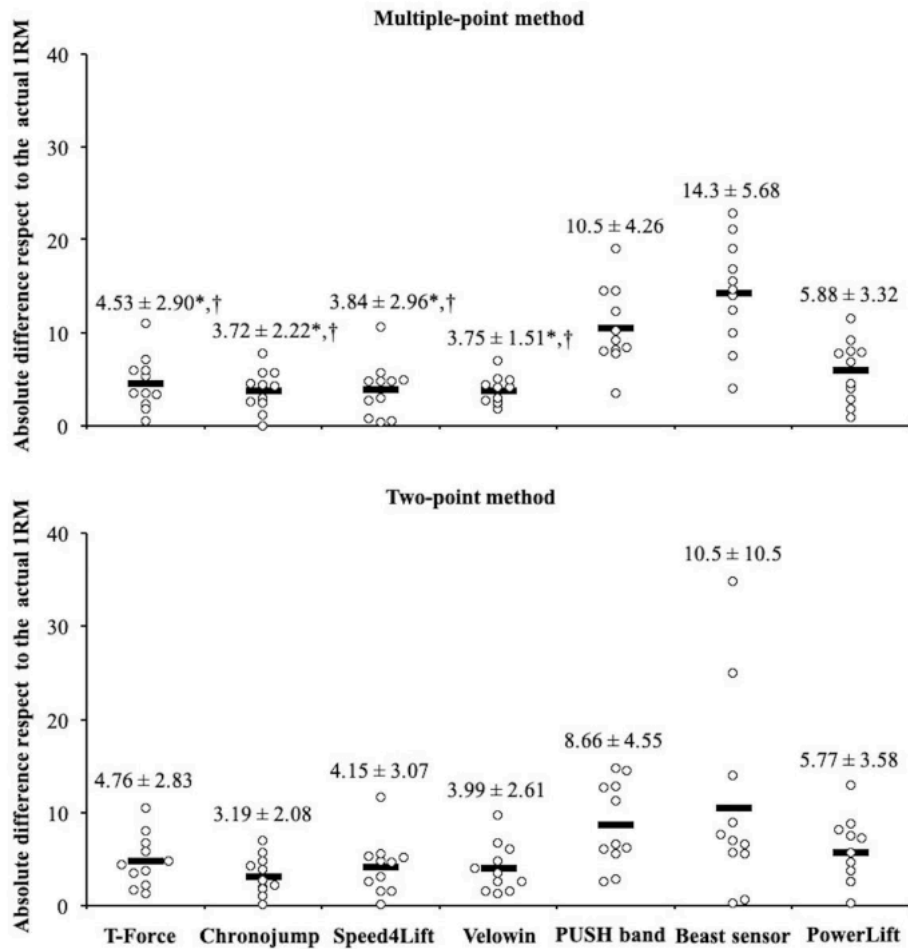 Multiple-point method
Absolute difference respect to the actual 1RM
40
30
20
10
0
4.53 ± 2.90*,†
3.72 ± 2.22*,†
3.84 ± 2.96*,†
3.75 ± 1.51*,†
10.5 ± 4.26
14.3 ± 5.68
5.88 ± 3.32
Two-point method
Absolute difference respect to the actual 1RM
40
30
20
10
0
4.76 ± 2.83
3.19 ± 2.08
4.15 ± 3.07
3.99 ± 2.61
8.66 ± 4.55
10.5 ± 10.5
5.77 ± 3.58
T-Force Chronojump Speed4Lift Velowin PUSH band Beast sensor PowerLift